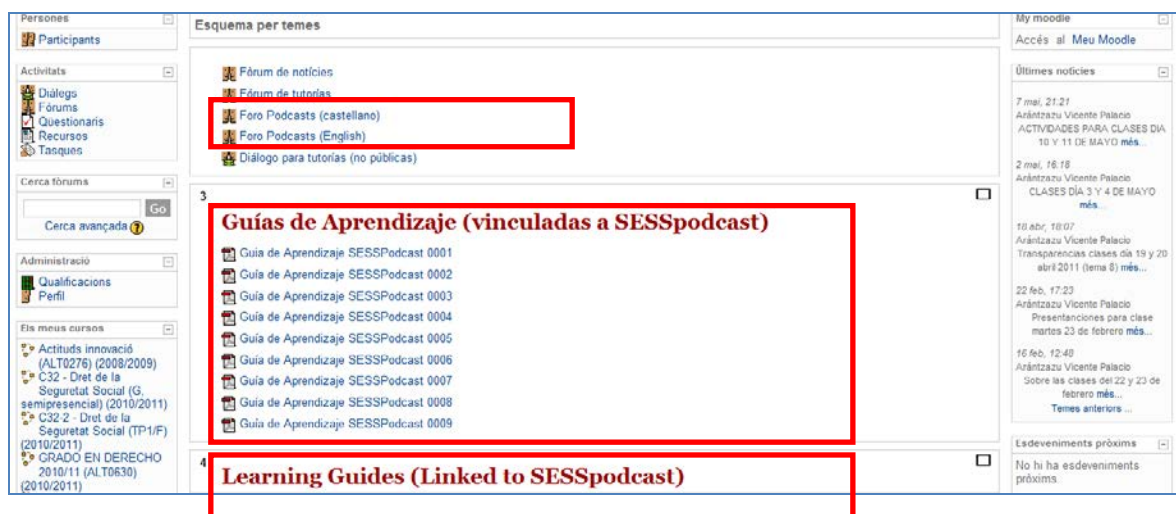 Persones
Participants
Activitats
Diàlegs
Fòrums
Qüestionaris
Recursos
Tasques
Cerca fòrums
Go
Cerca avançada
Administració
Qualificacions
Perfil
Els meus cursos
Actituds innovació
(ALT0276) (2008/2009)
C32 - Dret de la
Seguretat Social (G.
semipresencial) (2010/2011)
C32-2 - Dret de la
Seguretat Social (TP1/F)
(2010/2011)
GRADO EN DERECHO
2010/11 (ALT0630)
(2010/2011)
Esquema per temes
Fòrum de notícies
Fórum de tutorías
Foro Podcasts (castellano)
Foro Podcasts (English)
Diálogo para tutorías (no públicas)
3
Guías de Aprendizaje (vinculadas a SESSpodcast)
Guía de Aprendizaje SESSPodcast 0001
Guía de Aprendizaje SESSPodcast 0002
Guía de Aprendizaje SESSPodcast 0003
Guía de Aprendizaje SESSPodcast 0004
Guía de Aprendizaje SESSPodcast 0005
Guía de Aprendizaje SESSPodcast 0006
Guía de Aprendizaje SESSPodcast 0007
Guía de Aprendizaje SESSPodcast 0008
Guía de Aprendizaje SESSPodcast 0009
4
Learning Guides (Linked to SESSpodcast)
My moodle
Accés al Meu Moodle
Últimes notícies
7 mai, 21:21
Arántzazu Vicente Palacio
ACTIVIDADES PARA CLASES DIA
10 Y 11 DE MAYO més...
2 mai, 16:18
Arántzazu Vicente Palacio
CLASES DÍA 3 Y 4 DE MAYO
més...
18 abr, 18:07
Arántzazu Vicente Palacio
Transparencias clases día 19 y 20
abril 2011 (tema 8) més...
22 feb, 17:23
Arántzazu Vicente Palacio
Presentanciones para clase
martes 23 de febrero més...
16 feb, 12:48
Arántzazu Vicente Palacio
Sobre las clases del 22 y 23 de
febrero més...
Temes anteriors ...
Esdeveniments pròxims
No hi ha esdeveniments
pròxims